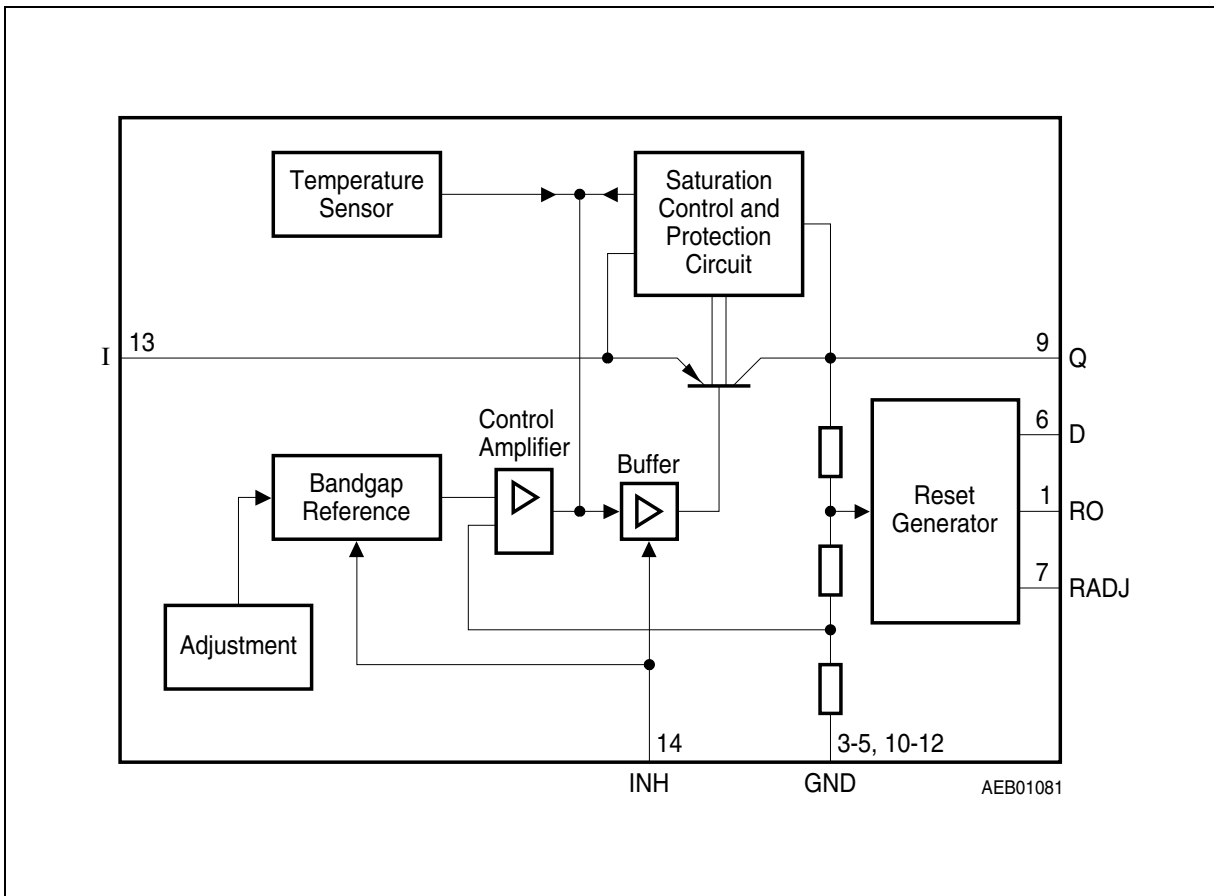 Temperature
Sensor
Saturation
Control and
Protection
Circuit
I
13
9
Q
Control
Amplifier
Buffer
6
D
Bandgap
Reference
Reset
Generator
1
RO
7
RADJ
Adjustment
14
3-5, 10-12
INH
GND
AEB01081